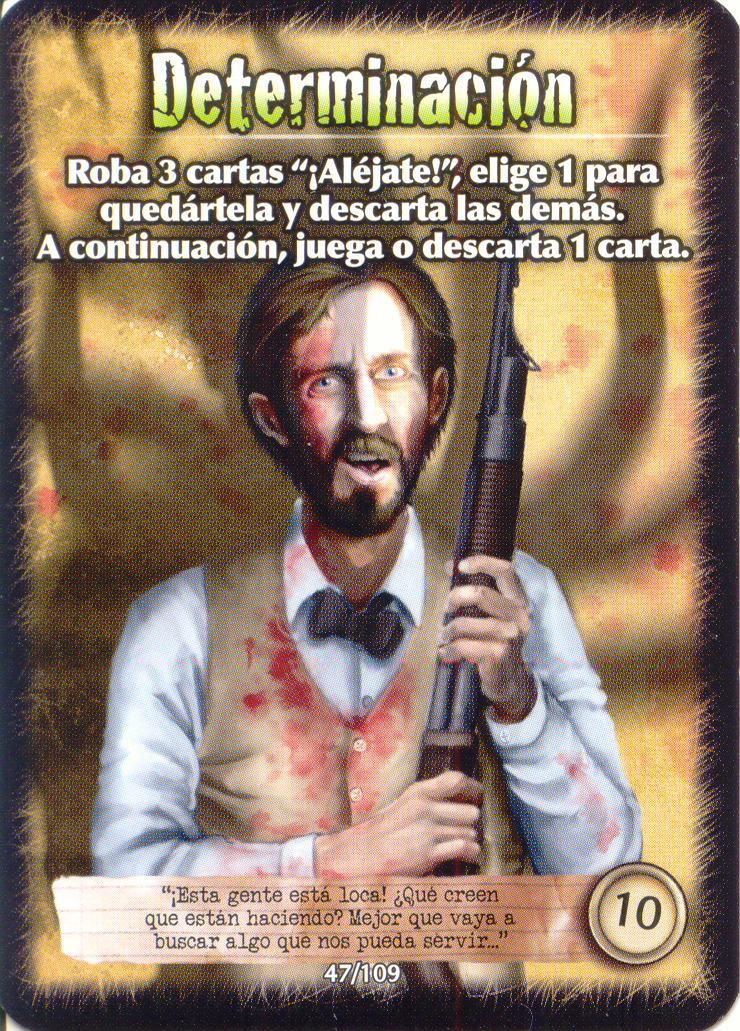 Determinación
Roba 3 cartas “¡Aléjate!”, elige 1 para
quedártela y descarta las demás.
A continuación, juega o descarta 1 carta.
“¡Esta gente está loca! ¿Qué creen
que están haciendo? Mejor que vaya a
buscar algo que nos pueda servir...”
10
47/109